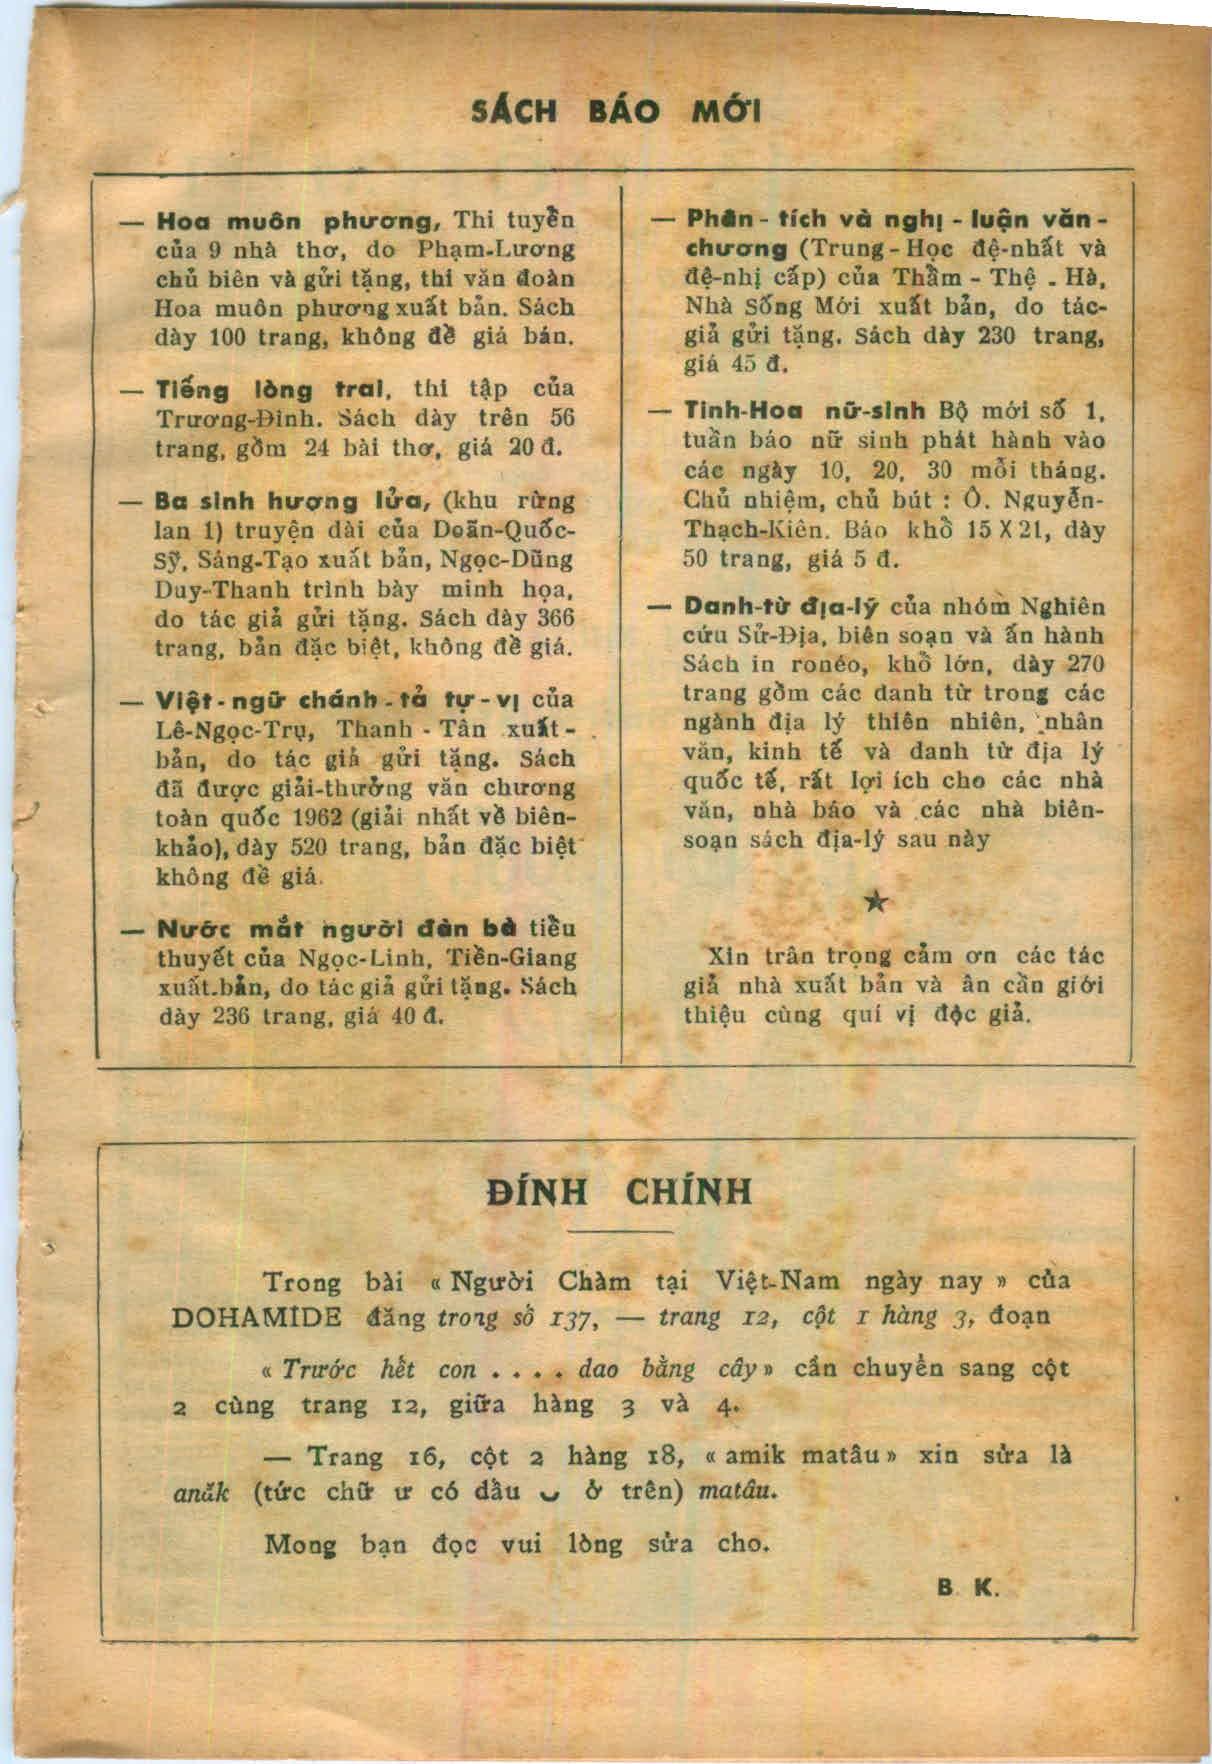 SÁCH BÁO MỚI
— Hoa muôn phương, Thi tuyển
của 9 nhà thơ, do Phạm-Lương
chủ biên và gửi tặng, thi văn đoàn
Hoa muôn phương xuất bản. Sách
dày 100 trang, không đề giá bán.
— Tiếng lòng trai, thi tập của
Trương-Đình. Sách dày trên 56
trang, gồm 24 bài thơ, giá 20 đ.
— Ba sinh hượng lửa, (khu rừng
lan 1) truyện dài của Doãn-Quốc-
Sỹ, Sáng-Tạo xuất bản, Ngọc-Dũng
Duy-Thanh trình bày minh họa,
do tác giả gửi tặng. Sách dày 366
trang, bản đặc biệt, không đề giá.
— Việt-ngữ chánh-tả tự-vị của
Lê-Ngọc-Trụ, Thanh-Tân xuất-
bản, do tác giả gửi tặng. Sách
đã được giải-thưởng văn chương
toàn quốc 1962 (giải nhất về biên-
khảo), dày 520 trang, bản đặc biệt
không đề giá.
— Nước mắt người đàn bà tiểu
thuyết của Ngọc-Linh, Tiền-Giang
xuất.bản, do tác giả gửi tặng. Sách
dày 236 trang, giá 40 đ.
— Phân-tích và nghị-luận văn-
chương (Trung-Học đệ-nhất và
đệ-nhị cấp) của Thẩm-Thệ-Hà,
Nhà Sống Mới xuất bản, do tác-
giả gửi tặng. Sách dày 230 trang,
giá 45 đ.
— Tinh-Hoa nữ-sinh Bộ mới số 1,
tuần báo nữ sinh phát hành vào
các ngày 10, 20, 30 mỗi tháng.
Chủ nhiệm, chủ bút : Ô. Nguyễn-
Thạch-Kiên. Báo khổ 15 X 21, dày
50 trang, giá 5 đ.
— Danh-từ địa-lý của nhóm Nghiên
cứu Sử-Địa, biên soạn và ấn hành
Sách in ronéo, khổ lớn, dày 270
trang gồm các danh từ trong các
ngành địa lý thiên nhiên, nhân
văn, kinh tế và danh từ địa lý
quốc tế, rất lợi ích cho các nhà
văn, nhà báo và các nhà biên-
soạn sách địa-lý sau này
★
Xin trân trọng cảm ơn các tác
giả nhà xuất bản và ân cần giới
thiệu cùng quí vị độc giả.
ĐÍNH CHÍNH
Trong bài « Người Chàm tại Việt-Nam ngày nay » của
DOHAMIDE đăng trong số 137, — trang 12, cột 1 hàng 3, đoạn
« Trước hết con . . . . dao bằng cây » cần chuyển sang cột
2 cùng trang 12, giữa hàng 3 và 4.
— Trang 16, cột 2 hàng 18, « amik matâu » xin sửa là
anứk (tức chữ ư có dấu ◡ ở trên) matâu.
Mong bạn đọc vui lòng sửa cho.
B. K.